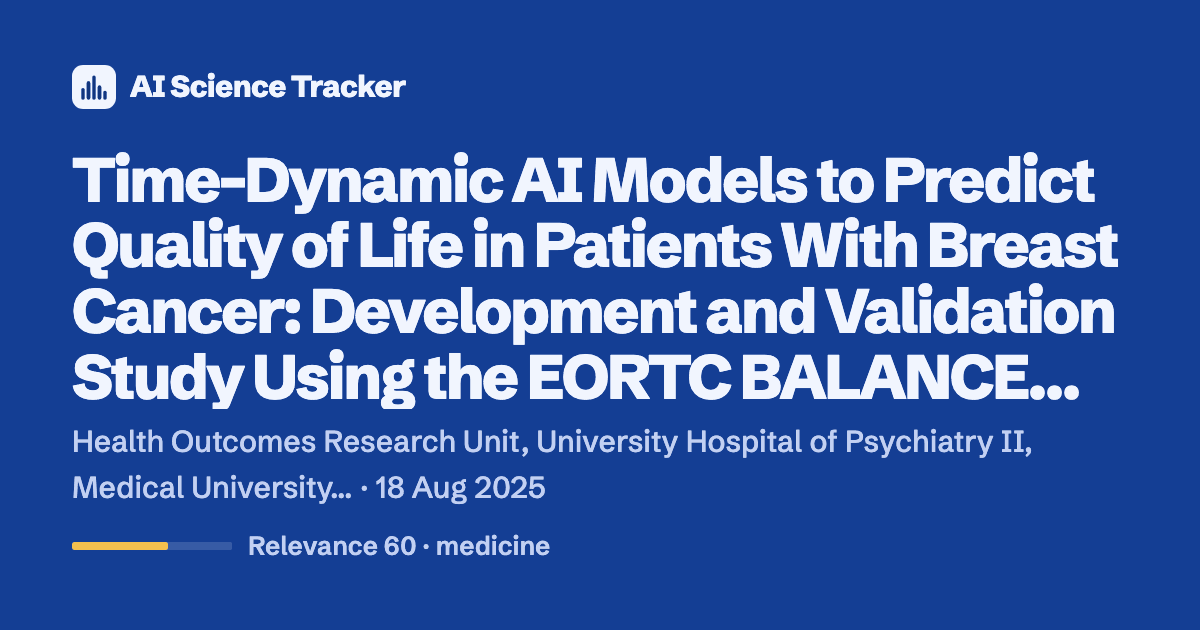 AI Science Tracker
Time-Dynamic AI Models to Predict
Quality of Life in Patients With Breast
Cancer: Development and Validation
Study Using the EORTC BALANCE...
Health Outcomes Research Unit, University Hospital of Psychiatry II,
Medical University... · 18 Aug 2025
Relevance 60 · medicine